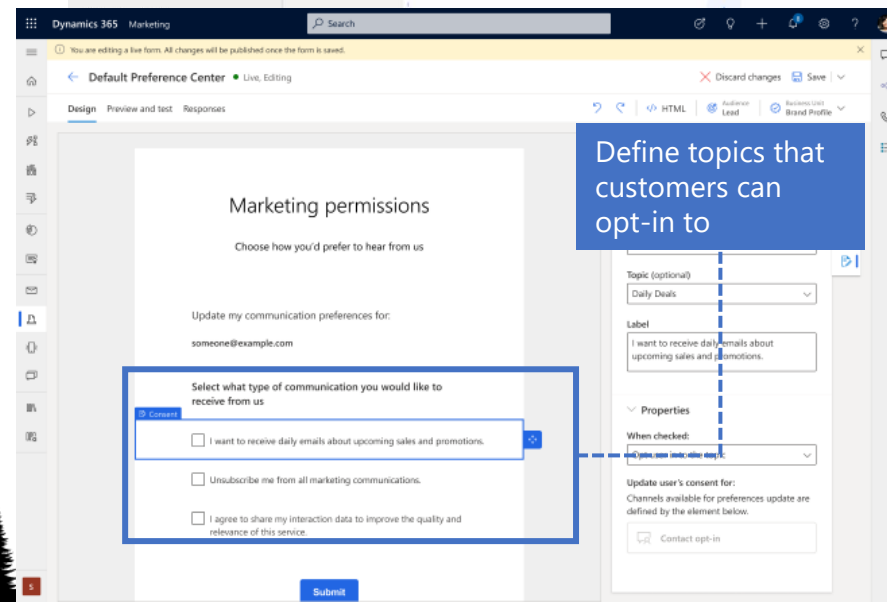 Dynamics 365 Marketing
Search
?
You are editing a live form. All changes will be published once the form is saved.
Default Preference Center • Live, Editing
Discard changes
Save
Design Preview and test Responses
HTML
Audience
Lead
Business Unit
Brand Profile
Define topics that
customers can
opt-in to
Marketing permissions
Choose how you'd prefer to hear from us
Update my communication preferences for:
someone@example.com
Select what type of communication you would like to
receive from us
Consent
I want to receive daily emails about upcoming sales and promotions.
Unsubscribe me from all marketing communications.
I agree to share my interaction data to improve the quality and
relevance of this service.
Submit
Topic (optional)
Daily Deals
Label
I want to receive daily emails about
upcoming sales and promotions.
Properties
When checked:
Opt user in to the topic
Update user's consent for:
Channels available for preferences update are
defined by the element below.
Contact opt-in
S